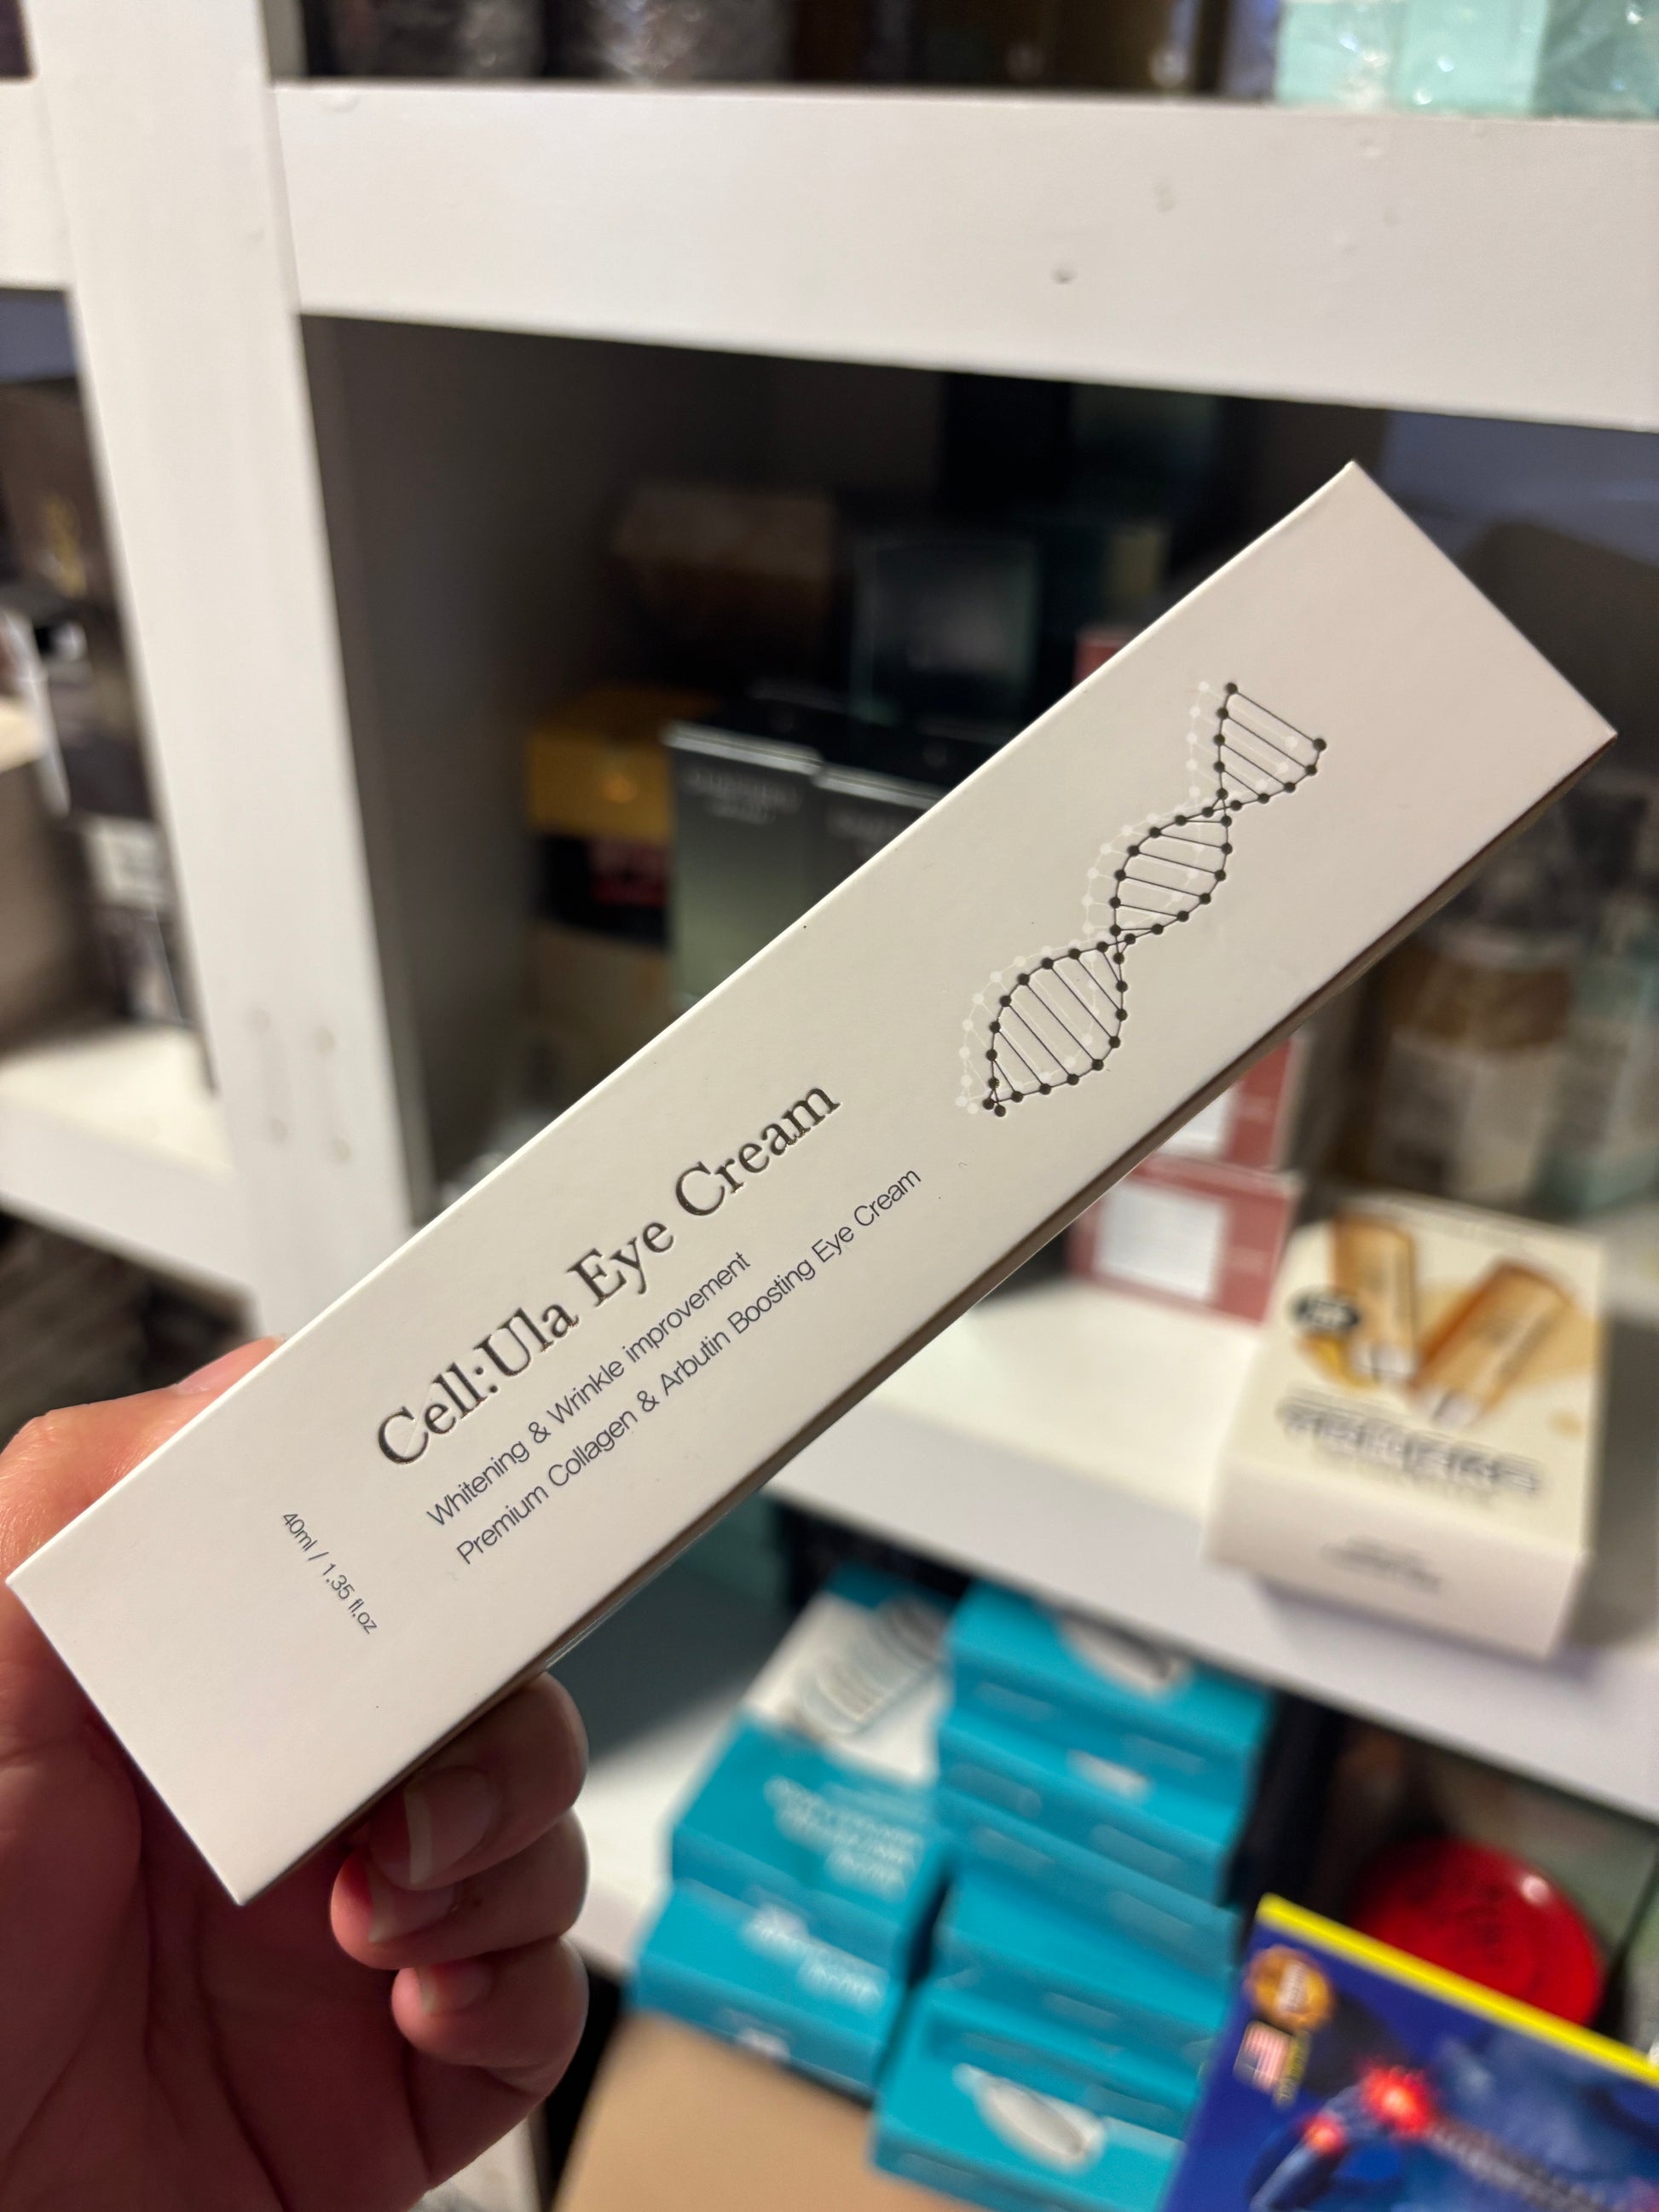 Cell:Ula Eye Cream
Whitening & Wrinkle improvement
Premium Collagen & Arbutin Boosting Eye Cream
40ml / 1.35 fl.oz